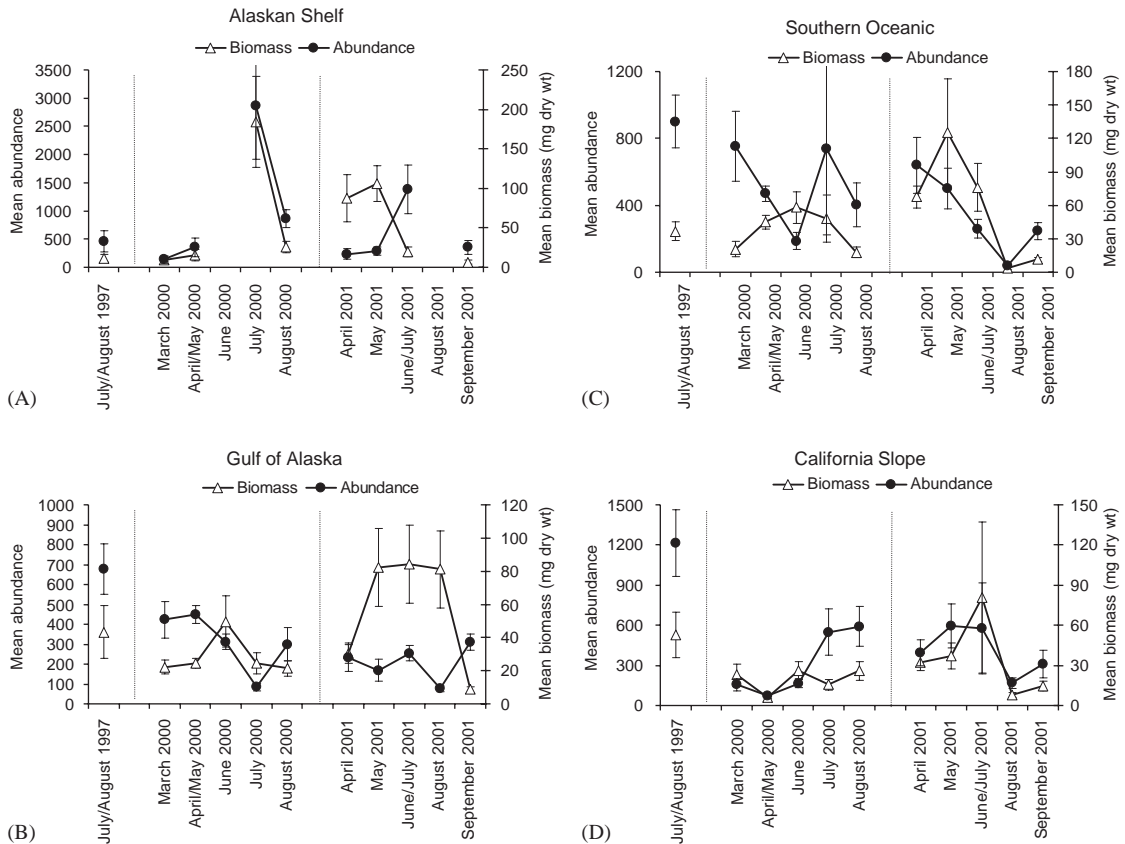 Alaskan Shelf
Biomass Abundance
3500
3000
2500
2000
1500
1000
500
0
Mean abundance
250
200
150
100
50
0
Mean biomass (mg dry wt)
July/August 1997
March 2000
April/May 2000
June 2000
July 2000
August 2000
April 2001
May 2001
June/July 2001
August 2001
September 2001
(A)
Gulf of Alaska
Biomass Abundance
1000
900
800
700
600
500
400
300
200
100
0
Mean abundance
120
100
80
60
40
20
0
Mean biomass (mg dry wt)
July/August 1997
March 2000
April/May 2000
June 2000
July 2000
August 2000
April 2001
May 2001
June/July 2001
August 2001
September 2001
(B)
Southern Oceanic
Biomass Abundance
1200
800
400
0
Mean abundance
180
150
120
90
60
30
0
Mean biomass (mg dry wt)
July/August 1997
March 2000
April/May 2000
June 2000
July 2000
August 2000
April 2001
May 2001
June/July 2001
August 2001
September 2001
(C)
California Slope
Biomass Abundance
1500
1200
900
600
300
0
Mean abundance
150
120
90
60
30
0
Mean biomass (mg dry wt)
July/August 1997
March 2000
April/May 2000
June 2000
July 2000
August 2000
April 2001
May 2001
June/July 2001
August 2001
September 2001
(D)